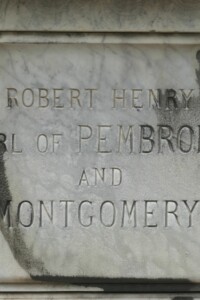 ROBERT HENRY
RL OF PEMBRO
AND
MONTGOMERY